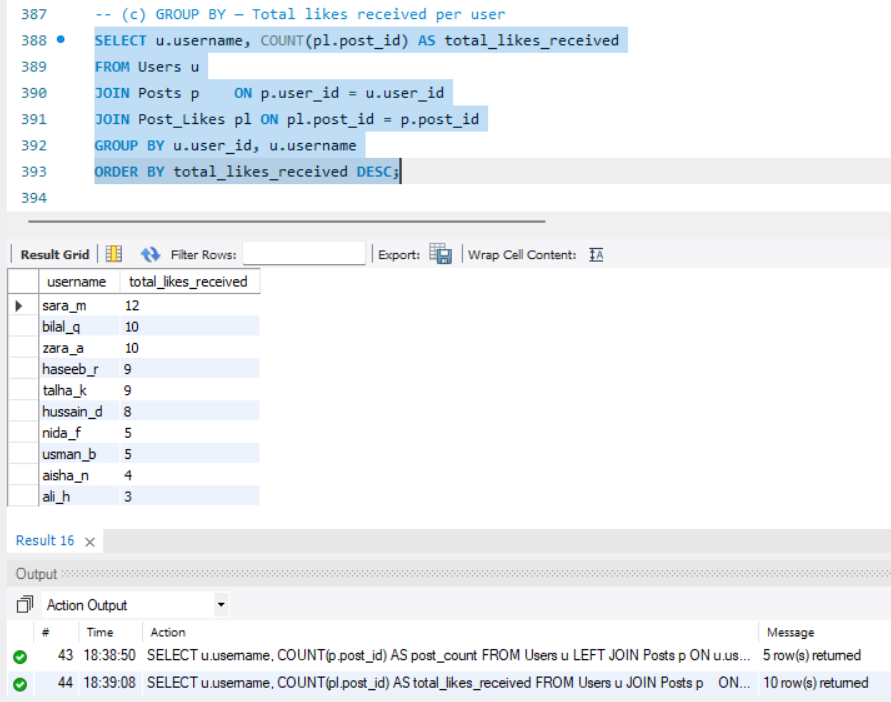 387 -- (c) GROUP BY — Total likes received per user
388 SELECT u.username, COUNT(pl.post_id) AS total_likes_received
389 FROM Users u
390 JOIN Posts p    ON p.user_id = u.user_id
391 JOIN Post_Likes pl ON pl.post_id = p.post_id
392 GROUP BY u.user_id, u.username
393 ORDER BY total_likes_received DESC;
394
Result Grid Filter Rows: Export: Wrap Cell Content: IA
username total_likes_received
sara_m 12
bilal_q 10
zara_a 10
haseeb_r 9
talha_k 9
hussain_d 8
nida_f 5
usman_b 5
aisha_n 4
ali_h 3
Result 16 ×
Output
Action Output
# Time Action Message
43 18:38:50 SELECT u.username, COUNT(p.post_id) AS post_count FROM Users u LEFT JOIN Posts p ON u.us... 5 row(s) returned
44 18:39:08 SELECT u.username, COUNT(pl.post_id) AS total_likes_received FROM Users u JOIN Posts p    ON... 10 row(s) returned